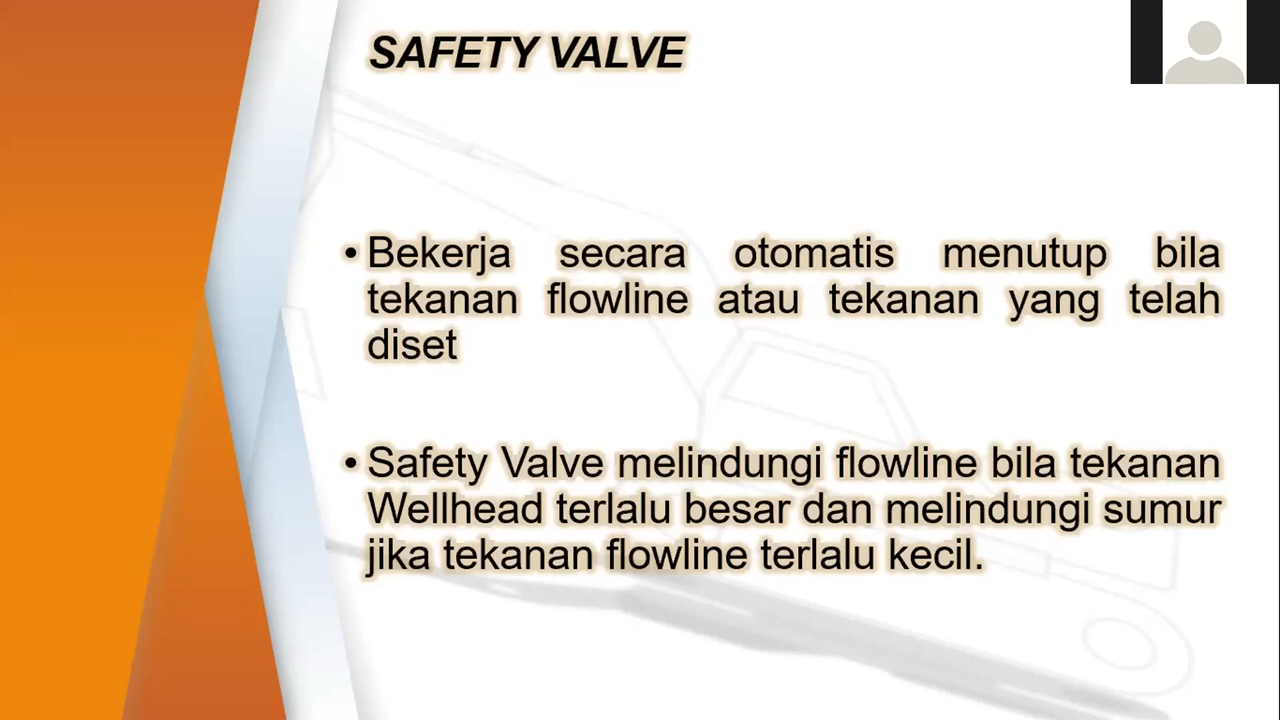 SAFETY VALVE
• Bekerja secara otomatis menutup bila
tekanan flowline atau tekanan yang telah
diset
• Safety Valve melindungi flowline bila tekanan
Wellhead terlalu besar dan melindungi sumur
jika tekanan flowline terlalu kecil.